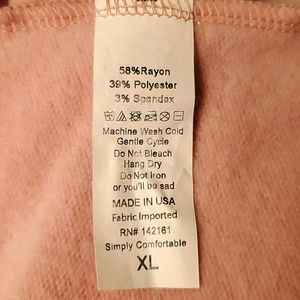 58%Rayon
39% Polyester
3% Spandex
Machine Wash Cold
Gentle Cycle
Do Not Bleach
Hang Dry
Do Not Iron
or you'll be sad
MADE IN USA
Fabric Imported
RN# 142161
Simply Comfortable
XL